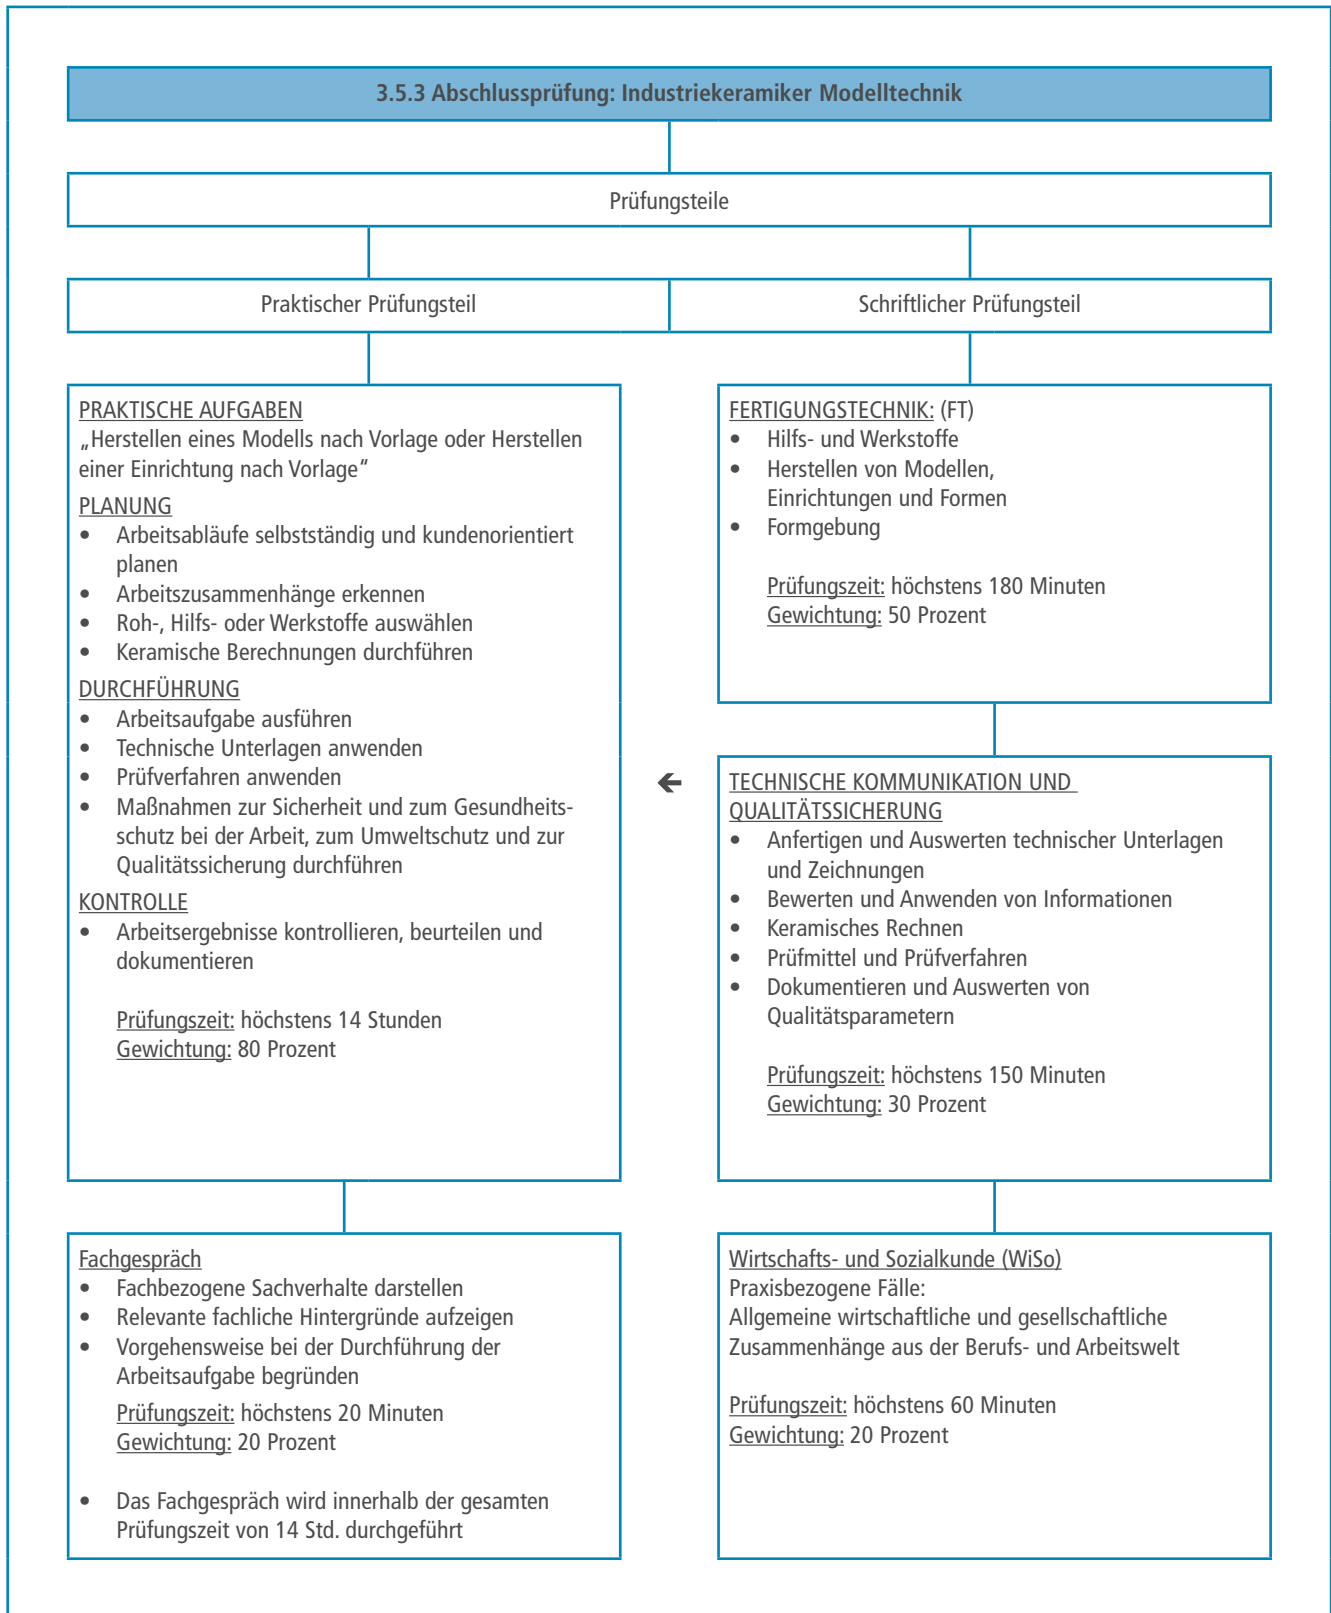 3.5.3 Abschlussprüfung: Industriekeramiker Modelltechnik
Prüfungsteile
Praktischer Prüfungsteil
Schriftlicher Prüfungsteil
PRAKTISCHE AUFGABEN
„Herstellen eines Modells nach Vorlage oder Herstellen
einer Einrichtung nach Vorlage“
PLANUNG
• Arbeitsabläufe selbstständig und kundenorientiert
planen
• Arbeitszusammenhänge erkennen
• Roh-, Hilfs- oder Werkstoffe auswählen
• Keramische Berechnungen durchführen
DURCHFÜHRUNG
• Arbeitsaufgabe ausführen
• Technische Unterlagen anwenden
• Prüfverfahren anwenden
• Maßnahmen zur Sicherheit und zum Gesundheits-
schutz bei der Arbeit, zum Umweltschutz und zur
Qualitätssicherung durchführen
KONTROLLE
• Arbeitsergebnisse kontrollieren, beurteilen und
dokumentieren
Prüfungszeit: höchstens 14 Stunden
Gewichtung: 80 Prozent
Fachgespräch
• Fachbezogene Sachverhalte darstellen
• Relevante fachliche Hintergründe aufzeigen
• Vorgehensweise bei der Durchführung der
Arbeitsaufgabe begründen
Prüfungszeit: höchstens 20 Minuten
Gewichtung: 20 Prozent
• Das Fachgespräch wird innerhalb der gesamten
Prüfungszeit von 14 Std. durchgeführt
FERTIGUNGSTECHNIK: (FT)
• Hilfs- und Werkstoffe
• Herstellen von Modellen,
Einrichtungen und Formen
• Formgebung
Prüfungszeit: höchstens 180 Minuten
Gewichtung: 50 Prozent
TECHNISCHE KOMMUNIKATION UND
QUALITÄTSSICHERUNG
• Anfertigen und Auswerten technischer Unterlagen
und Zeichnungen
• Bewerten und Anwenden von Informationen
• Keramisches Rechnen
• Prüfmittel und Prüfverfahren
• Dokumentieren und Auswerten von
Qualitätsparametern
Prüfungszeit: höchstens 150 Minuten
Gewichtung: 30 Prozent
Wirtschafts- und Sozialkunde (WiSo)
Praxisbezogene Fälle:
Allgemeine wirtschaftliche und gesellschaftliche
Zusammenhänge aus der Berufs- und Arbeitswelt
Prüfungszeit: höchstens 60 Minuten
Gewichtung: 20 Prozent